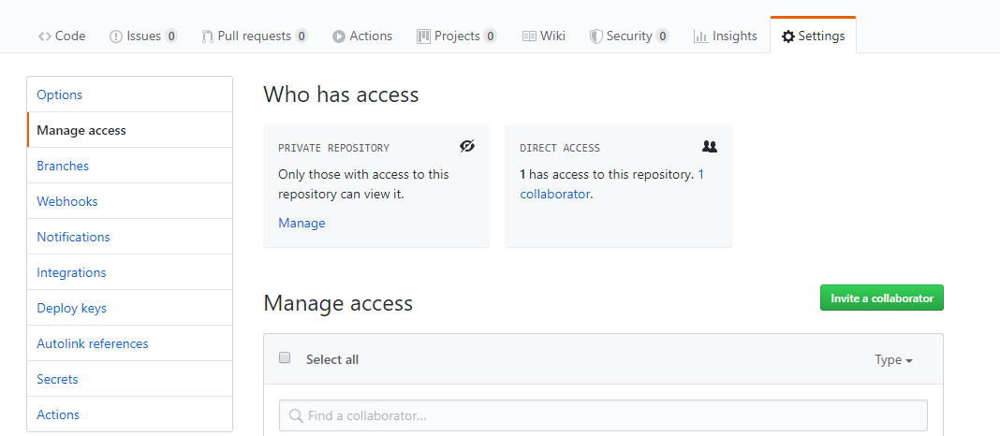 Code Issues 0 Pull requests 0 Actions Projects 0 Wiki Security 0 Insights Settings
Options
Manage access
Branches
Webhooks
Notifications
Integrations
Deploy keys
Autolink references
Secrets
Actions
Who has access
PRIVATE REPOSITORY
Only those with access to this
repository can view it.
Manage
DIRECT ACCESS
1 has access to this repository. 1
collaborator.
Manage access
Invite a collaborator
Select all
Type
Find a collaborator...